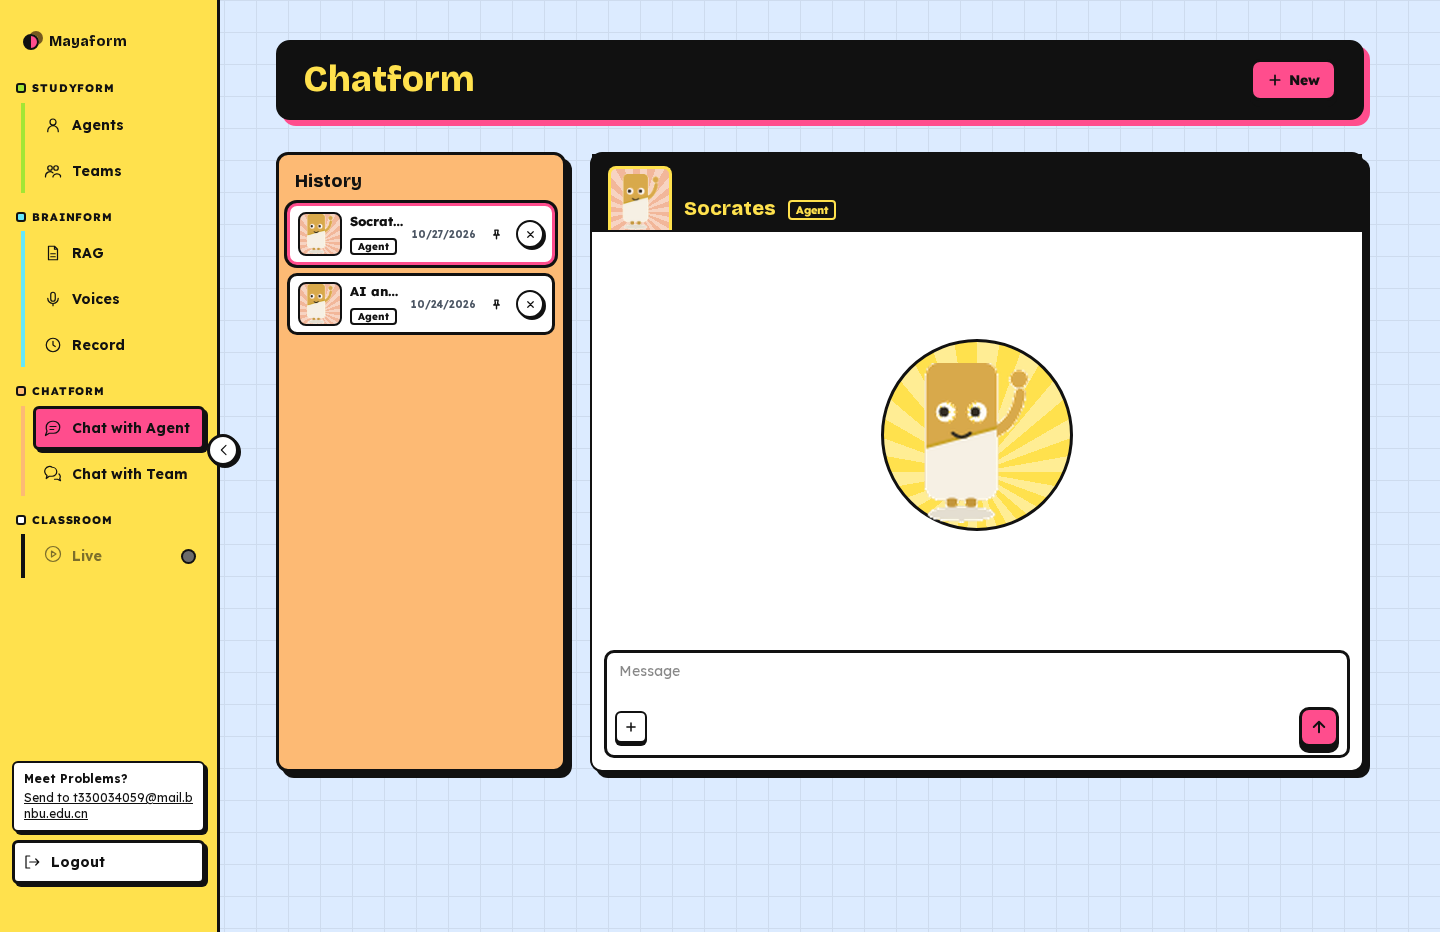 Mayaform
STUDYFORM
Agents
Teams
BRAINFORM
RAG
Voices
Record
CHATFORM
Chat with Agent
Chat with Team
CLASSROOM
Live
Meet Problems?
Send to t330034059@mail.b
nbu.edu.cn
Logout
Chatform
New
History
Socrat...
Agent
10/27/2026
AI an...
Agent
10/24/2026
Socrates
Agent
Message